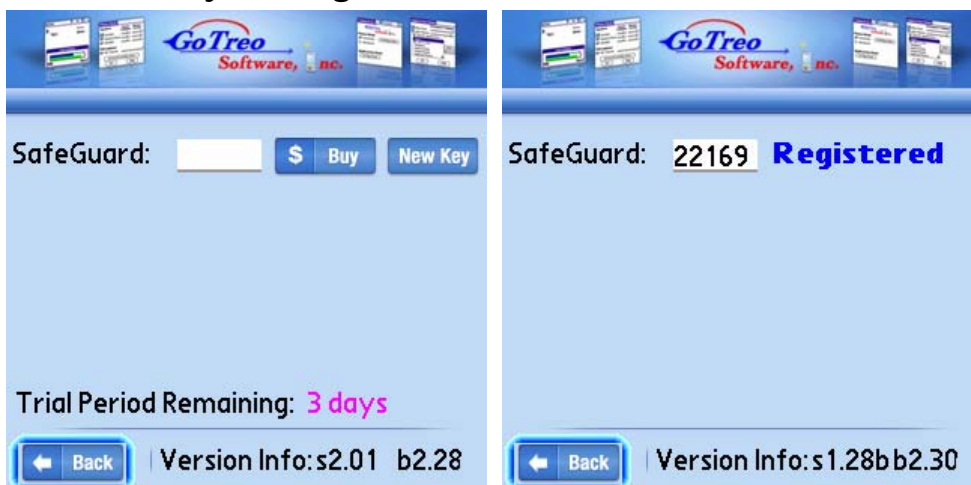 GoTreo
Software, Inc.
SafeGuard:
$ Buy
New Key
Trial Period Remaining: 3 days
Back
Version Info: s2.01 b2.28
GoTreo
Software, Inc.
SafeGuard: 22169 Registered
Back
Version Info: s1.28b b2.30